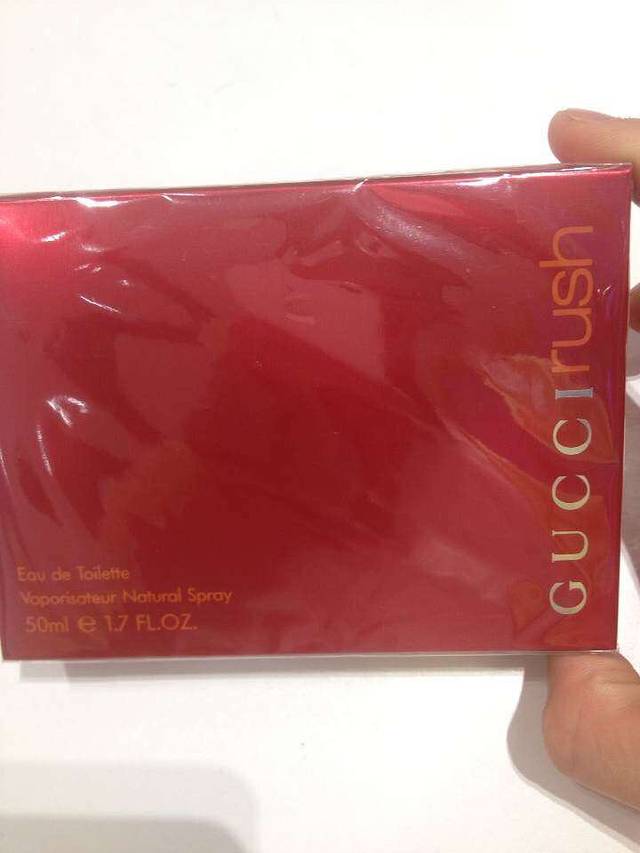 GUCCI rush
Eau de Toilette
Vaporisateur Natural Spray
50ml e 1.7 FL.OZ.